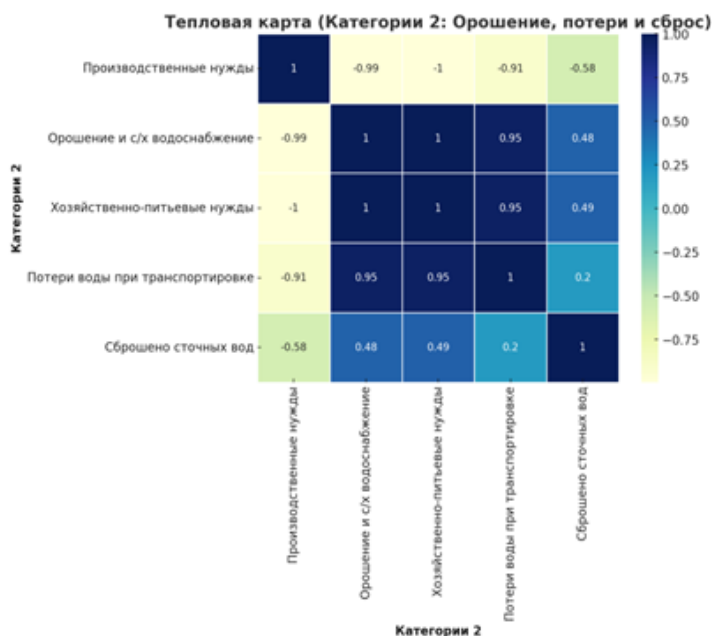 Тепловая карта (Категории 2: Орошение, потери и сброс)
Производственные нужды 1 -0.99 -1 -0.91 -0.58
Орошение и с/х водоснабжение -0.99 1 1 0.95 0.48
Хозяйственно-питьевые нужды -1 1 1 0.95 0.49
Потери воды при транспортировке -0.91 0.95 0.95 1 0.2
Сброшено сточных вод -0.58 0.48 0.49 0.2 1
Категории 2
1.00
0.75
0.50
0.25
0.00
−0.25
−0.50
−0.75
Производственные нужды
Орошение и с/х водоснабжение
Хозяйственно-питьевые нужды
Потери воды при транспортировке
Сброшено сточных вод
Категории 2